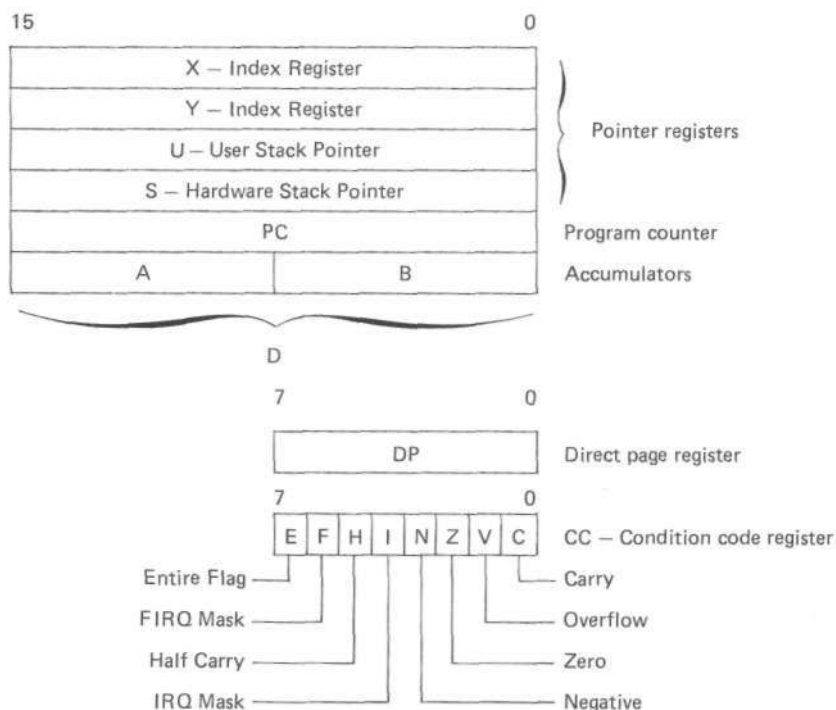 15 0
X – Index Register
Y – Index Register
Pointer registers
U – User Stack Pointer
S – Hardware Stack Pointer
PC Program counter
A B Accumulators
D
7 0
DP Direct page register
7 0
E F H I N Z V C CC – Condition code register
Entire Flag Carry
FIRQ Mask Overflow
Half Carry Zero
IRQ Mask Negative